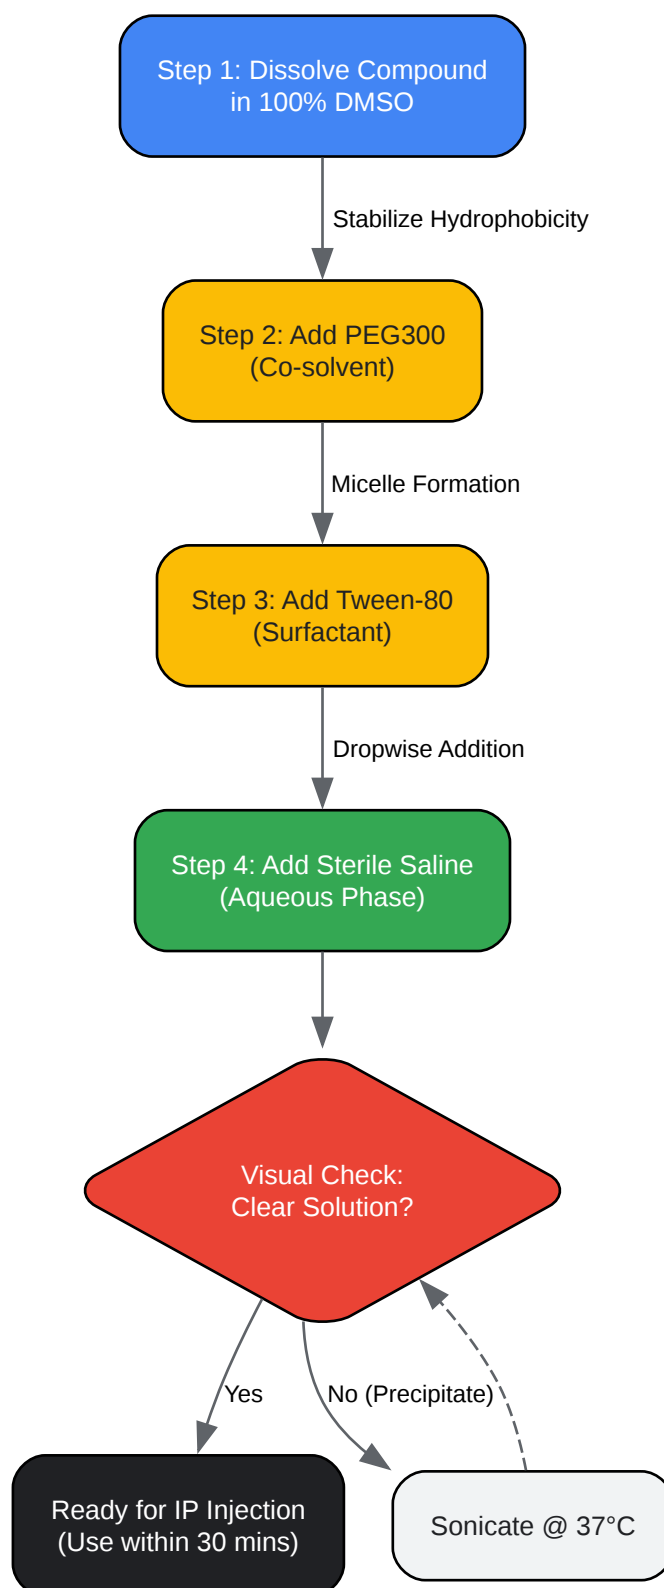 Step 1: Dissolve Compound
in 100% DMSO
Stabilize Hydrophobicity
Step 2: Add PEG300
(Co-solvent)
Micelle Formation
Step 3: Add Tween-80
(Surfactant)
Dropwise Addition
Step 4: Add Sterile Saline
(Aqueous Phase)
Visual Check:
Clear Solution?
Yes
No (Precipitate)
Ready for IP Injection
(Use within 30 mins)
Sonicate @ 37°C